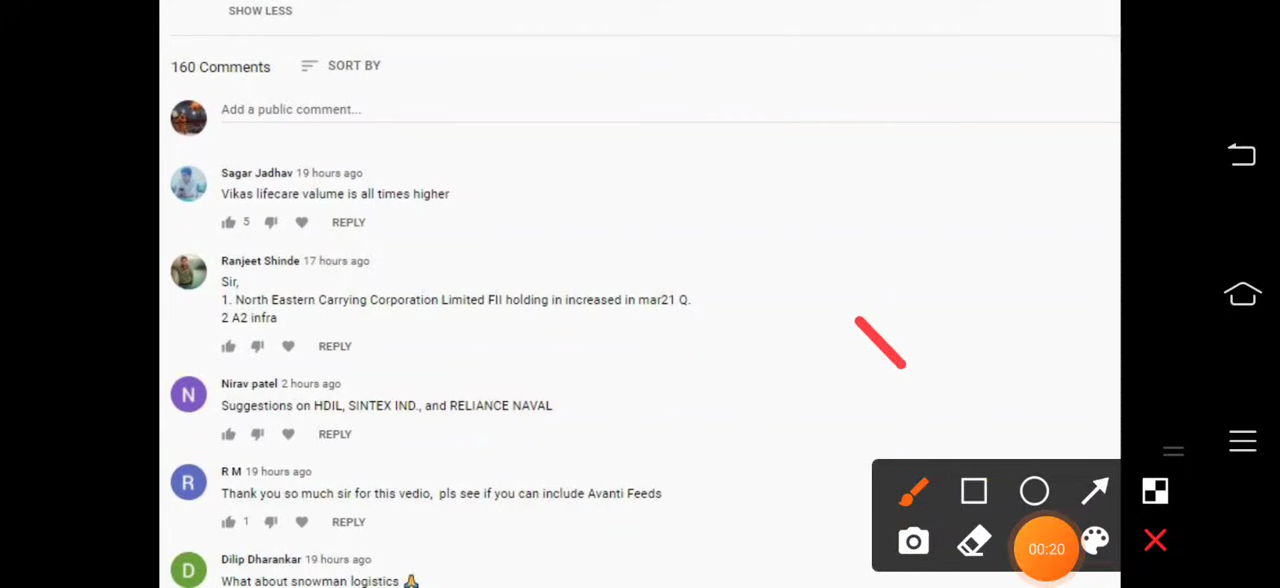 SHOW LESS
160 Comments SORT BY
Add a public comment...
Sagar Jadhav 19 hours ago
Vikas lifecare valume is all times higher
5 REPLY
Ranjeet Shinde 17 hours ago
Sir,
1. North Eastern Carrying Corporation Limited FII holding in increased in mar21 Q.
2 A2 infra
REPLY
N
Nirav patel 2 hours ago
Suggestions on HDIL, SINTEX IND., and RELIANCE NAVAL
REPLY
R
R M 19 hours ago
Thank you so much sir for this vedio, pls see if you can include Avanti Feeds
1 REPLY
D
Dilip Dharankar 19 hours ago
What about snowman logistics 🙏
00:20